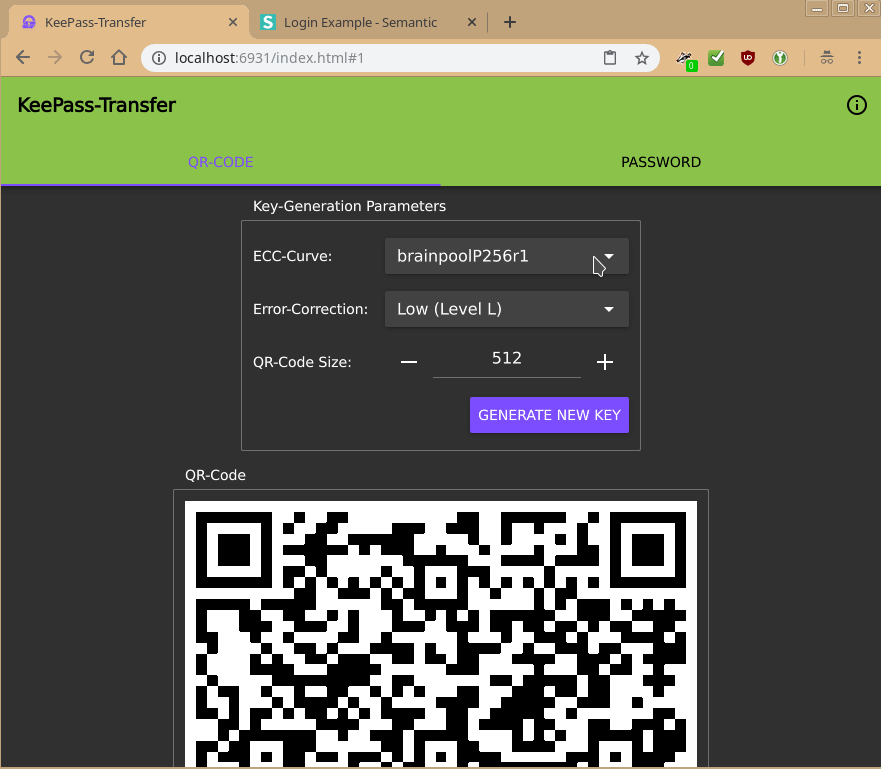 KeePass-Transfer
Login Example - Semantic
localhost:6931/index.html#1
0
KeePass-Transfer
QR-CODE
PASSWORD
Key-Generation Parameters
ECC-Curve:
brainpoolP256r1
Error-Correction:
Low (Level L)
QR-Code Size:
512
GENERATE NEW KEY
QR-Code